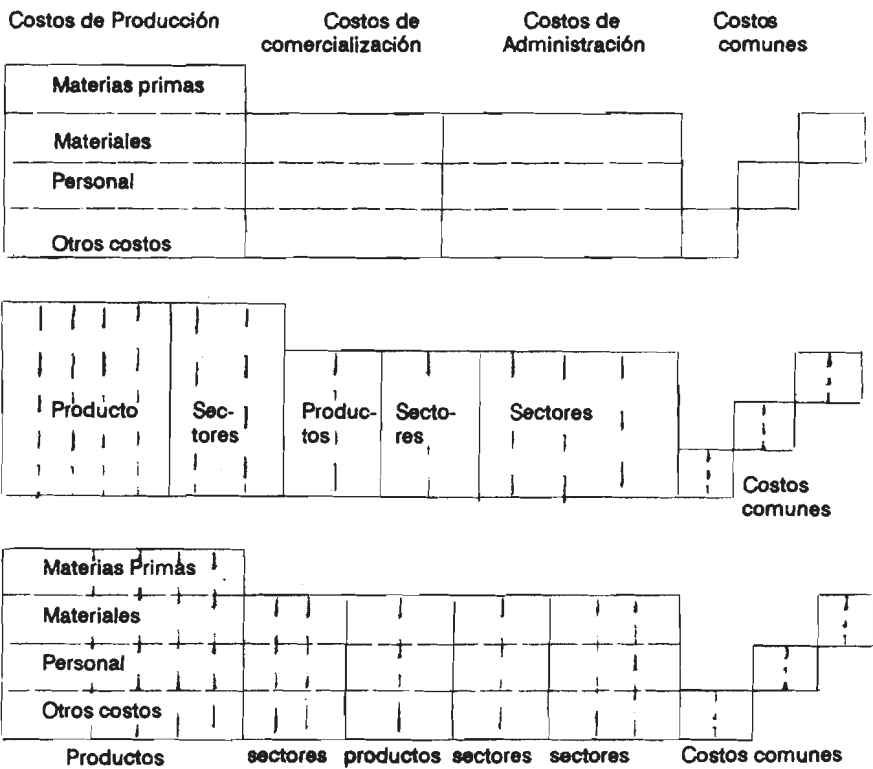 Costos de Producción
Costos de
comercialización
Costos de
Administración
Costos
comunes
Materias primas
Materiales
Personal
Otros costos
Producto
Sec-
tores
Produc-
tos
Secto-
res
Sectores
Costos
comunes
Materias Primas
Materiales
Personal
Otros costos
Productos
sectores
productos
sectores
sectores
Costos comunes